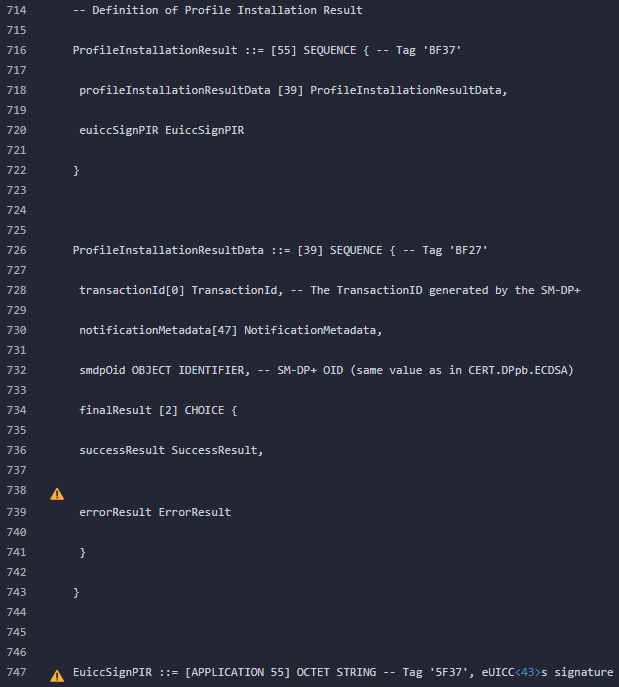 714 -- Definition of Profile Installation Result
715
716 ProfileInstallationResult ::= [55] SEQUENCE { -- Tag 'BF37'
717
718 profileInstallationResultData [39] ProfileInstallationResultData,
719
720 euiccSignPIR EuiccSignPIR
721
722 }
723
724
725
726 ProfileInstallationResultData ::= [39] SEQUENCE { -- Tag 'BF27'
727
728 transactionId[0] TransactionId, -- The TransactionID generated by the SM-DP+
729
730 notificationMetadata[47] NotificationMetadata,
731
732 smdpOid OBJECT IDENTIFIER, -- SM-DP+ OID (same value as in CERT.DPpb.ECDSA)
733
734 finalResult [2] CHOICE {
735
736 successResult SuccessResult,
737
738
739 errorResult ErrorResult
740
741 }
742
743 }
744
745
746
747 EuiccSignPIR ::= [APPLICATION 55] OCTET STRING -- Tag '5F37', eUICC<43>s signature